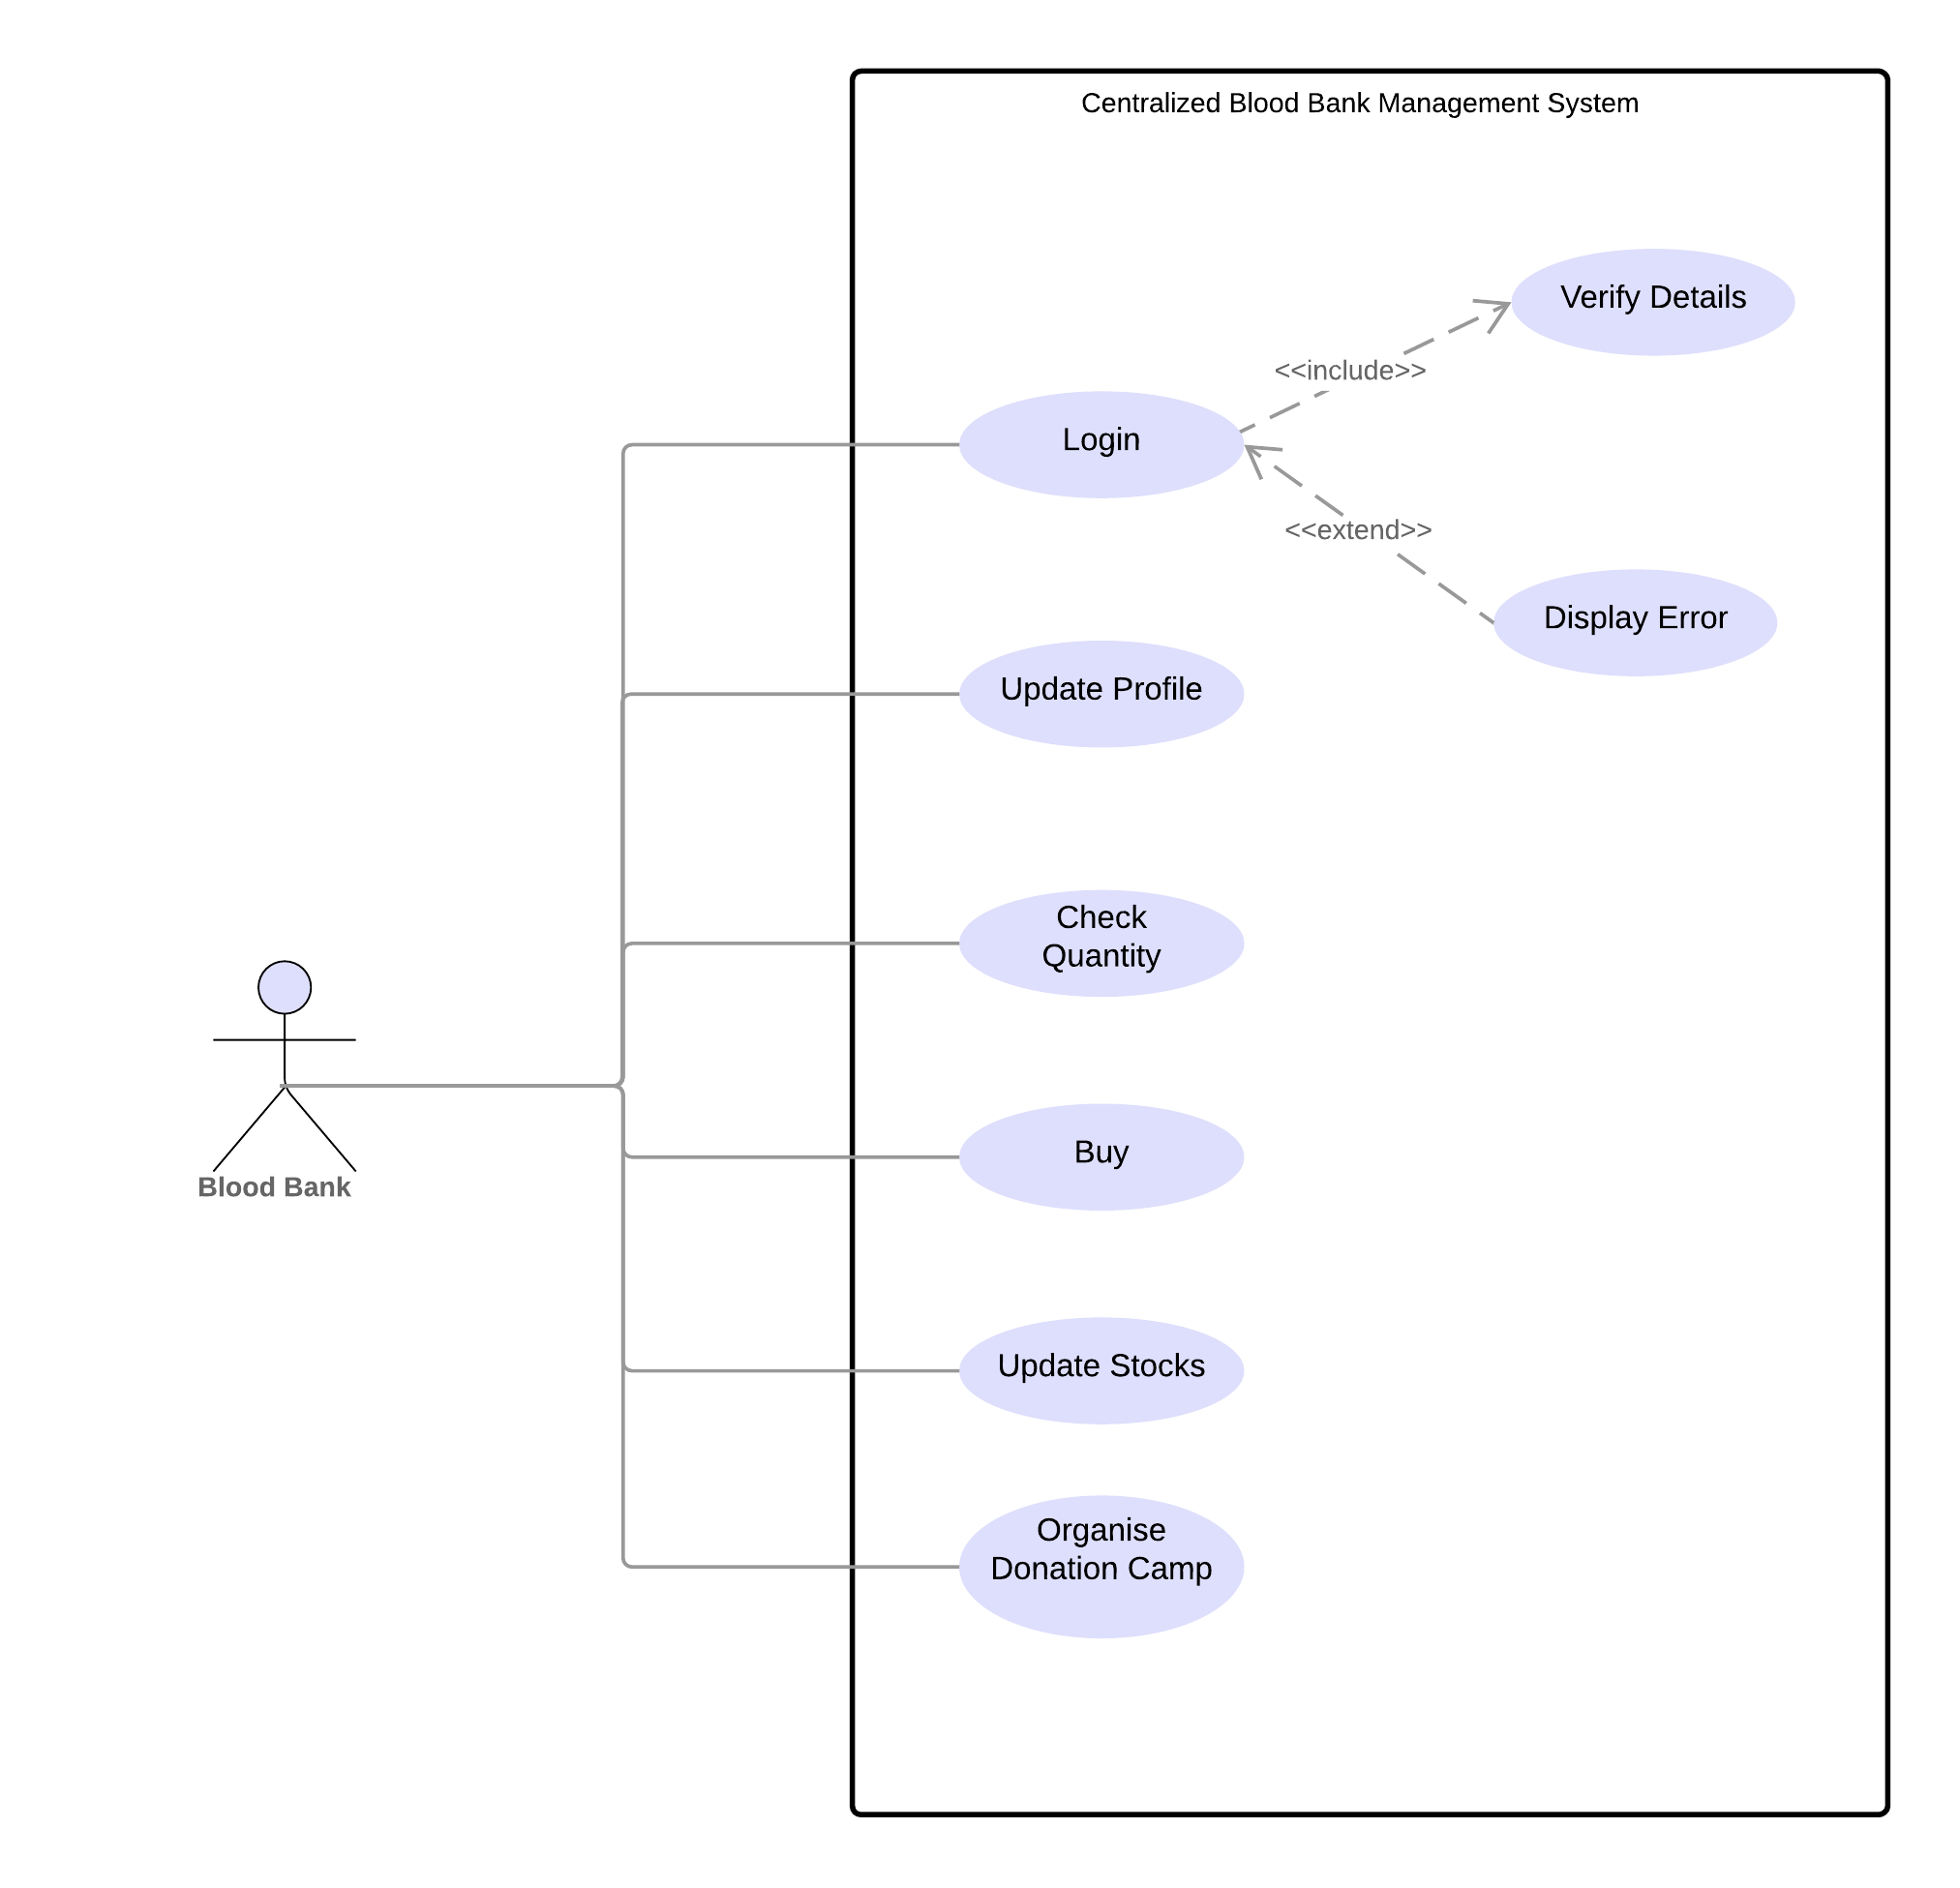 Centralized Blood Bank Management System
Verify Details
<<include>>
Login
<<extend>>
Display Error
Update Profile
Check
Quantity
Buy
Blood Bank
Update Stocks
Organise
Donation Camp